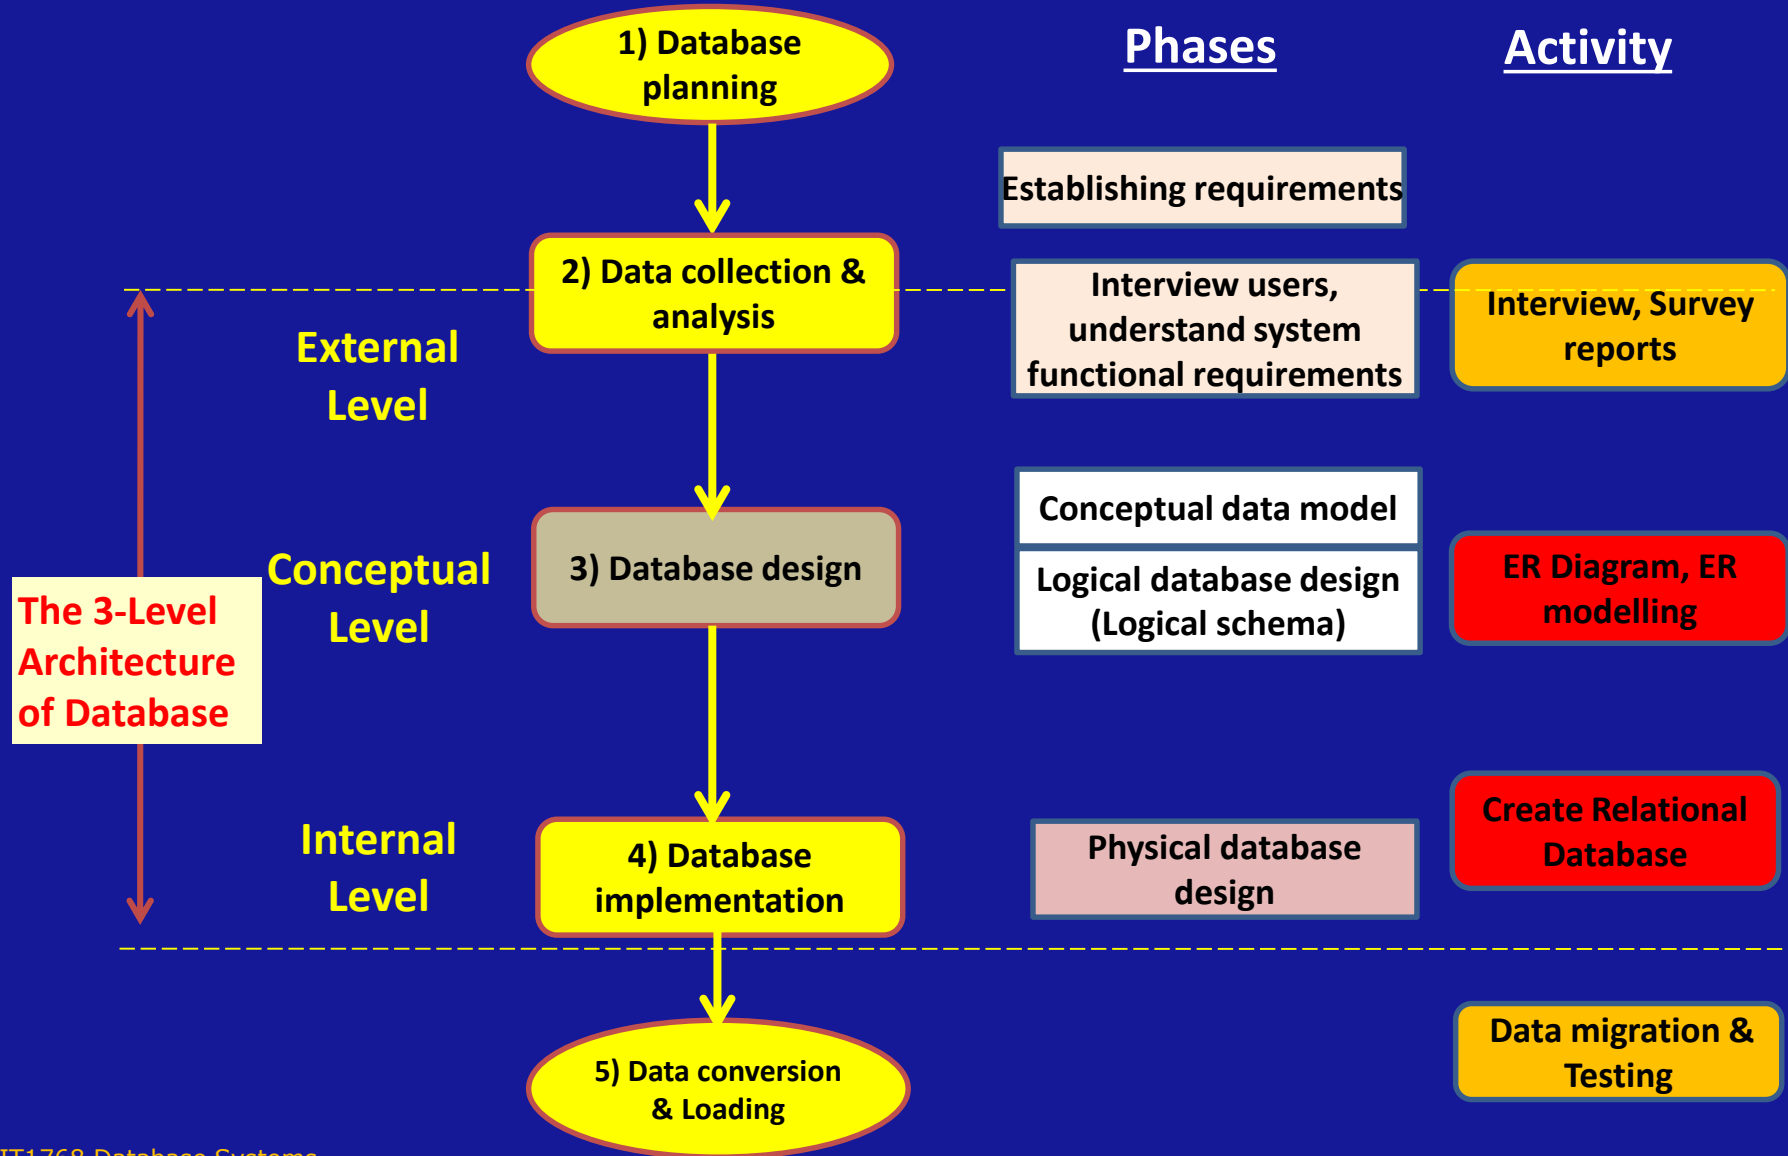 1) Database
planning
Phases
Activity
Establishing requirements
2) Data collection &
analysis
Interview users,
understand system
functional requirements
Interview, Survey
reports
External
Level
Conceptual data model
3) Database design
Logical database design
(Logical schema)
ER Diagram, ER
modelling
Conceptual
Level
The 3-Level
Architecture
of Database
Internal
Level
4) Database
implementation
Physical database
design
Create Relational
Database
5) Data conversion
& Loading
Data migration &
Testing
IT1768 Database Systems